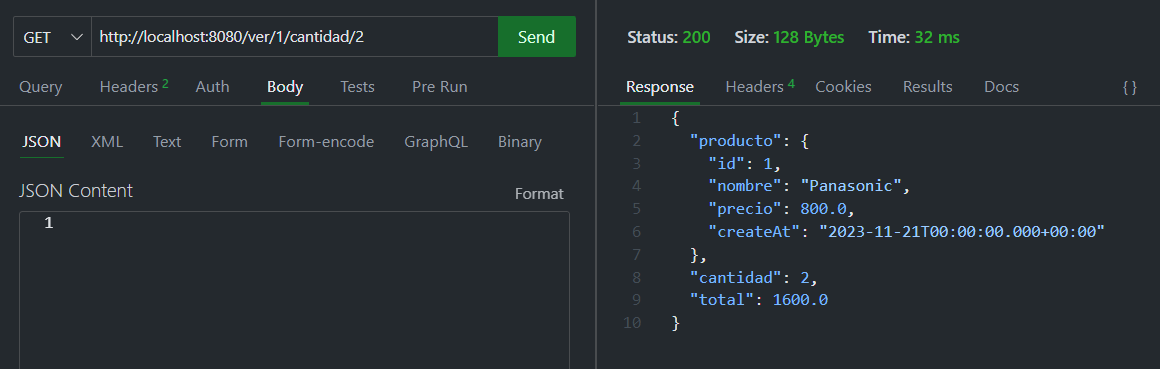 GET http://localhost:8080/ver/1/cantidad/2 Send
Query Headers 2 Auth Body Tests Pre Run
JSON XML Text Form Form-encode GraphQL Binary
JSON Content Format
1
Status: 200 Size: 128 Bytes Time: 32 ms
Response Headers 4 Cookies Results Docs { }
1 {
2 "producto": {
3 "id": 1,
4 "nombre": "Panasonic",
5 "precio": 800.0,
6 "createAt": "2023-11-21T00:00:00.000+00:00"
7 },
8 "cantidad": 2,
9 "total": 1600.0
10 }